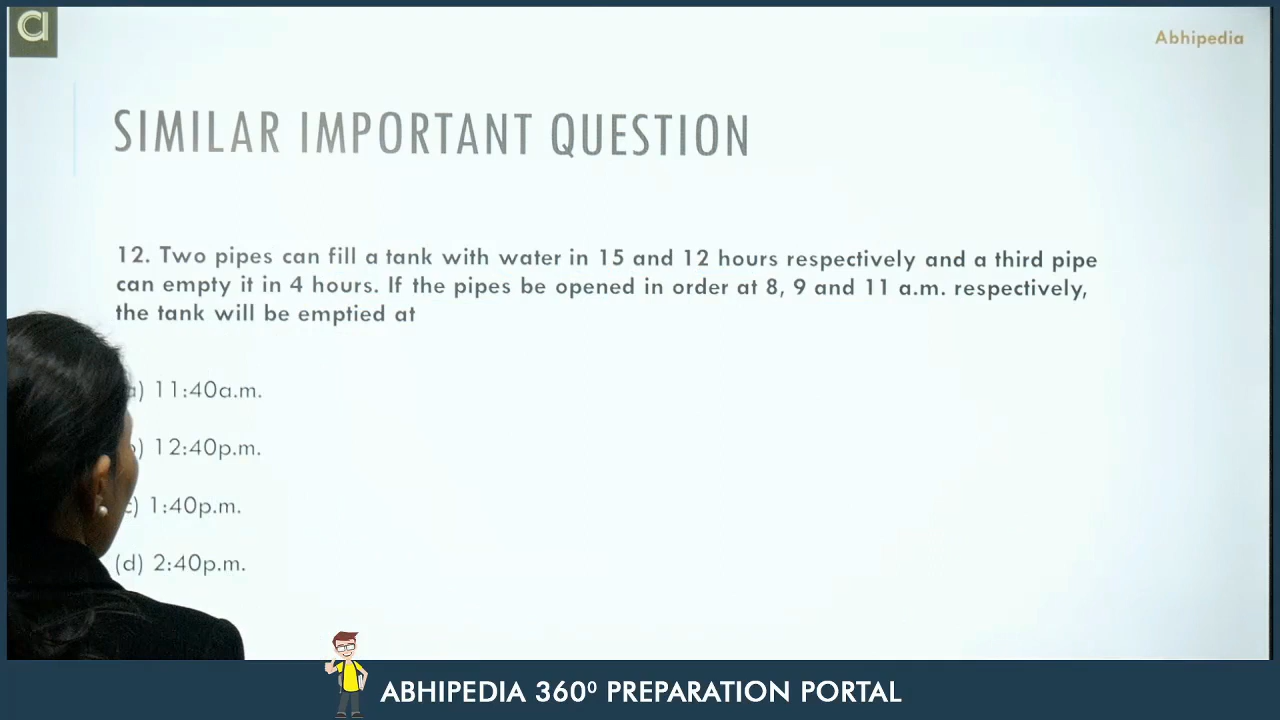 a
Abhipedia
SIMILAR IMPORTANT QUESTION
12. Two pipes can fill a tank with water in 15 and 12 hours respectively and a third pipe
can empty it in 4 hours. If the pipes be opened in order at 8, 9 and 11 a.m. respectively,
the tank will be emptied at
a) 11:40a.m.
) 12:40p.m.
c) 1:40p.m.
(d) 2:40p.m.
ABHIPEDIA 360⁰ PREPARATION PORTAL